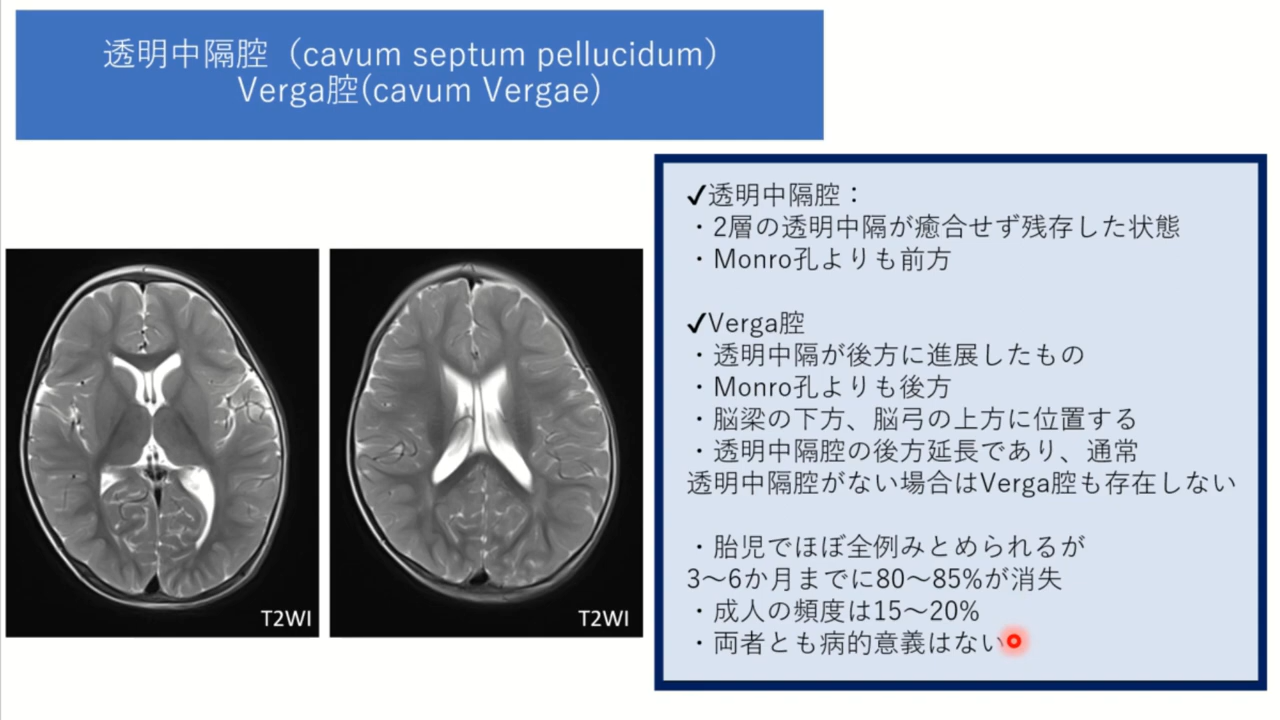 透明中隔腔（cavum septum pellucidum）
Verga腔(cavum Vergae)
✓透明中隔腔：
・2層の透明中隔が癒合せず残存した状態
・Monro孔よりも前方
✓Verga腔
・透明中隔が後方に進展したもの
・Monro孔よりも後方
・脳梁の下方、脳弓の上方に位置する
・透明中隔腔の後方延長であり、通常
透明中隔腔がない場合はVerga腔も存在しない
・胎児でほぼ全例みとめられるが
3～6か月までに80～85%が消失
・成人の頻度は15～20%
・両者とも病的意義はない
T2WI
T2WI